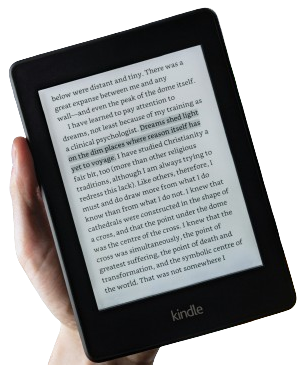 below were distant and tiny. There was a
great expanse between me and any
wall—and even the peak of the dome itself.
I have learned to pay attention to
dreams, not least because of my training as
a clinical psychologist. Dreams shed light
on the dim places where reason itself has
yet to voyage. I have studied Christianity a
fair bit, too (more than other religious
traditions, although I am always trying to
redress this lack). Like others, therefore, I
must and do draw more from what I do
know than from what I do not. I knew that
cathedrals were constructed in the shape of
a cross, and that the point under the dome
was the centre of the cross. I knew that the
cross was simultaneously, the point of
greatest suffering, the point of death and
transformation, and the symbolic centre of
the world. That was not somewhere I
kindle